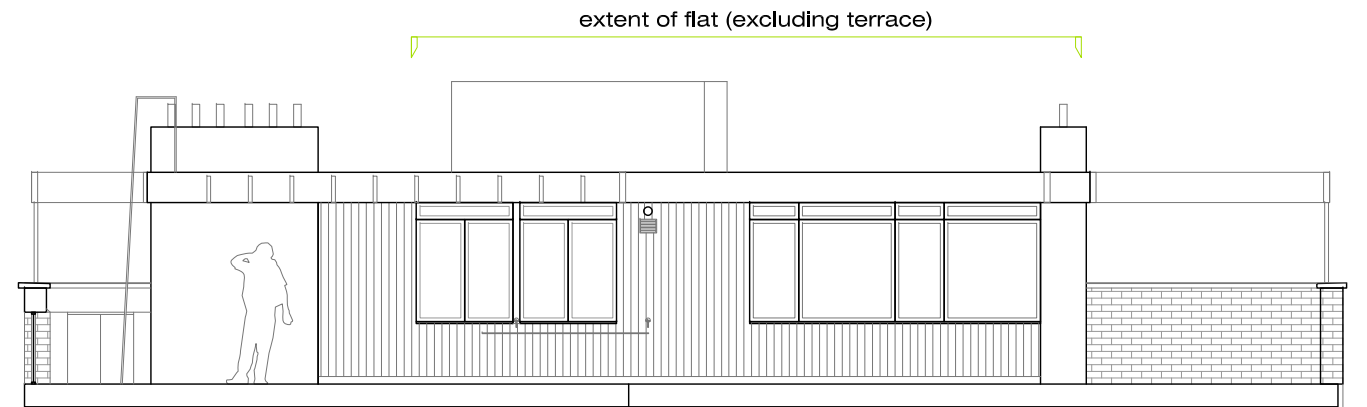 extent of flat (excluding terrace)